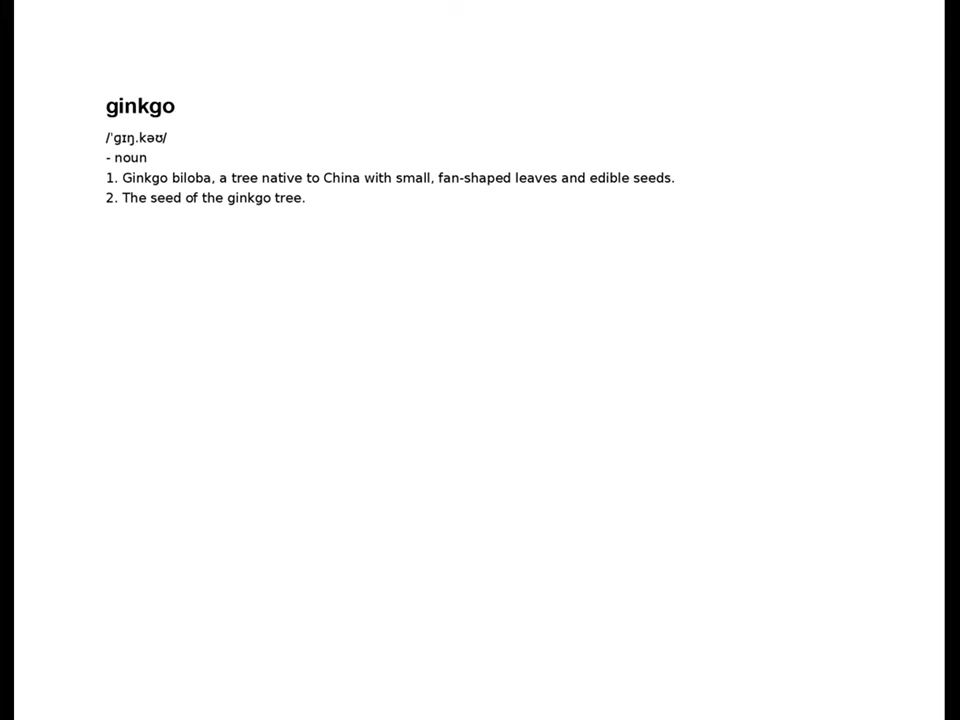 ginkgo
/ˈɡɪŋ.kəʊ/
- noun
1. Ginkgo biloba, a tree native to China with small, fan-shaped leaves and edible seeds.
2. The seed of the ginkgo tree.